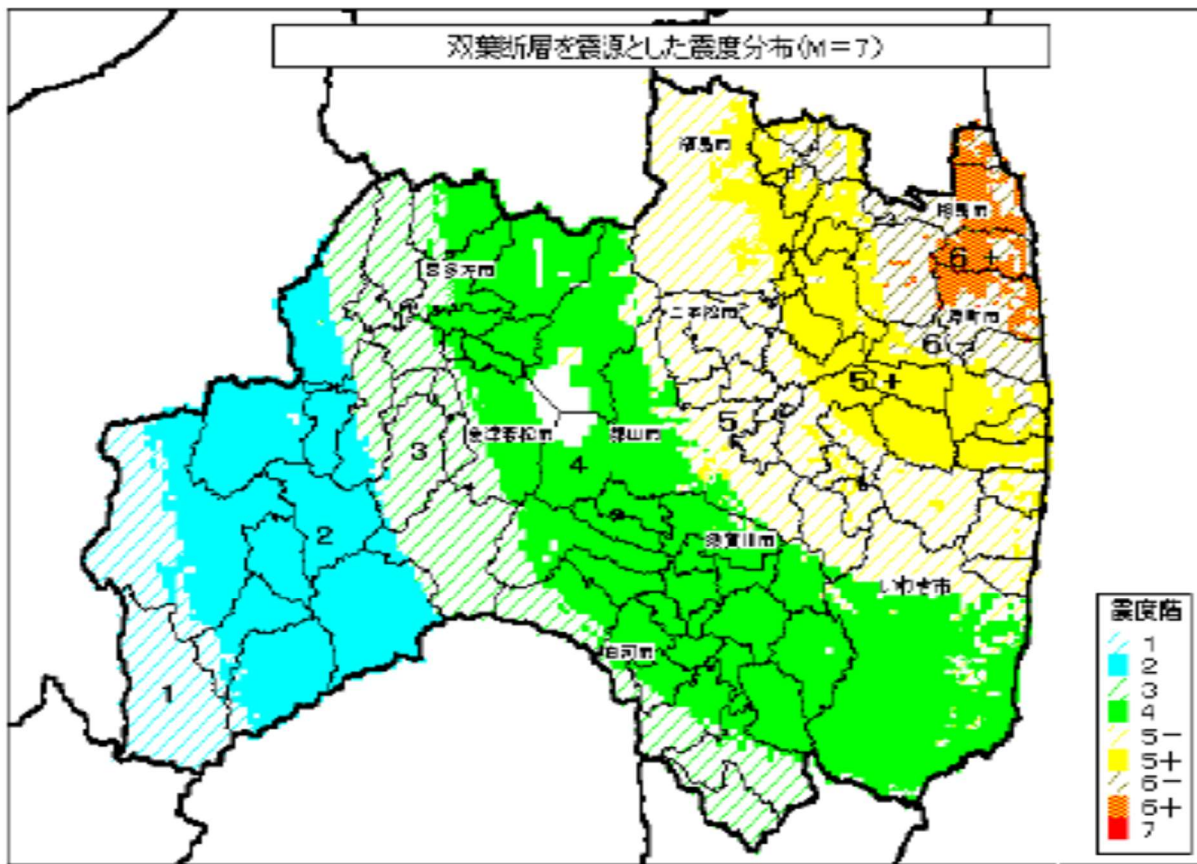 双葉断層を震源とした震度分布(M=7)
福島市
相馬市
6+
喜多方市
二本松市
原町市
6-
5+
5-
会津若松市
郡山市
3
4
2
須賀川市
いわき市
白河市
1
震度階
1
2
3
4
5-
5+
6-
6+
7